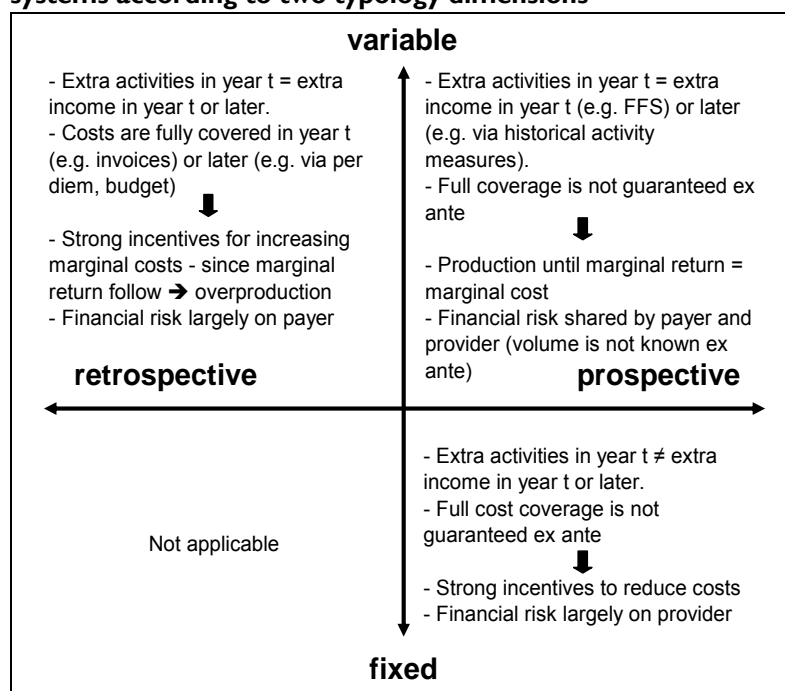 systems according to two typology dimensions
variable
- Extra activities in year t = extra
income in year t or later.
- Costs are fully covered in year t
(e.g. invoices) or later (e.g. via per
diem, budget)
- Strong incentives for increasing
marginal costs - since marginal
return follow ➔ overproduction
- Financial risk largely on payer
- Extra activities in year t = extra
income in year t (e.g. FFS) or later
(e.g. via historical activity
measures).
- Full coverage is not guaranteed ex
ante
- Production until marginal return =
marginal cost
- Financial risk shared by payer and
provider (volume is not known ex
ante)
retrospective
prospective
Not applicable
- Extra activities in year t ≠ extra
income in year t or later.
- Full cost coverage is not
guaranteed ex ante
- Strong incentives to reduce costs
- Financial risk largely on provider
fixed